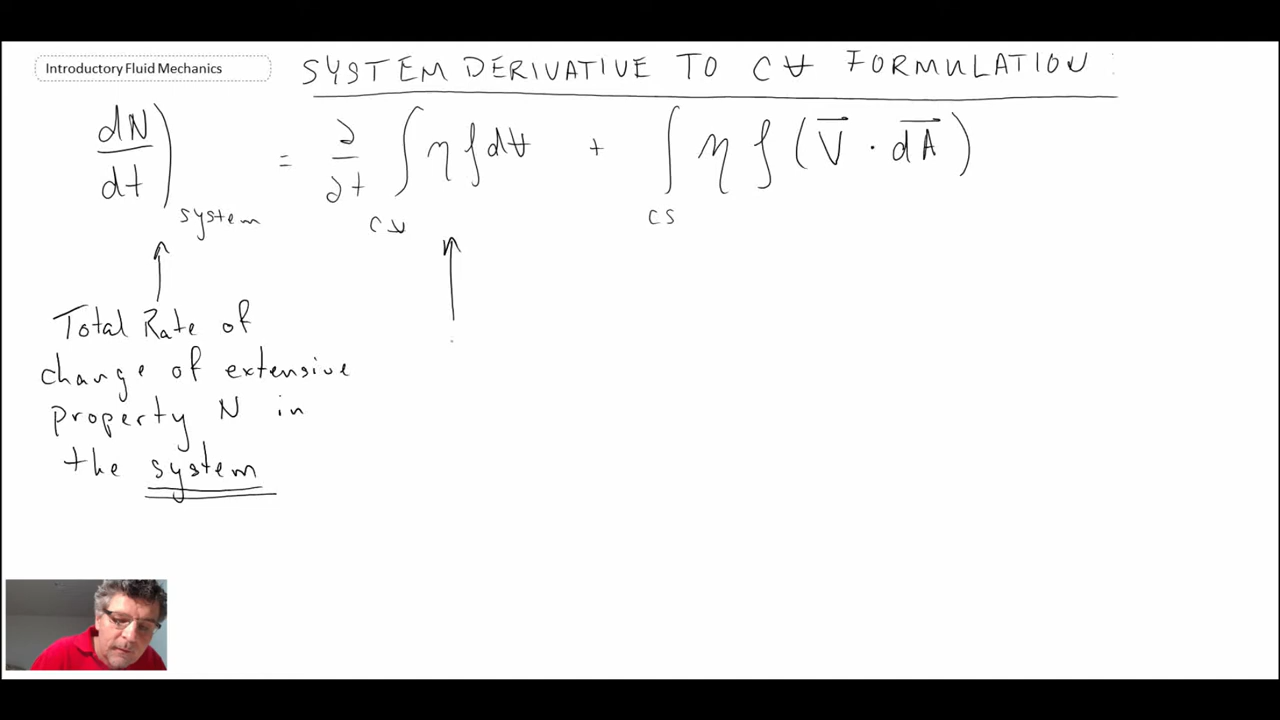 Introductory Fluid Mechanics
SYSTEM DERIVATIVE TO C∀ FORMULATION :
dN/dt)system = ∂/∂t ∫CV η ρ d∀ + ∫CS η ρ (V⃗ · dA⃗)
Total Rate of
change of extensive
property N in
the system